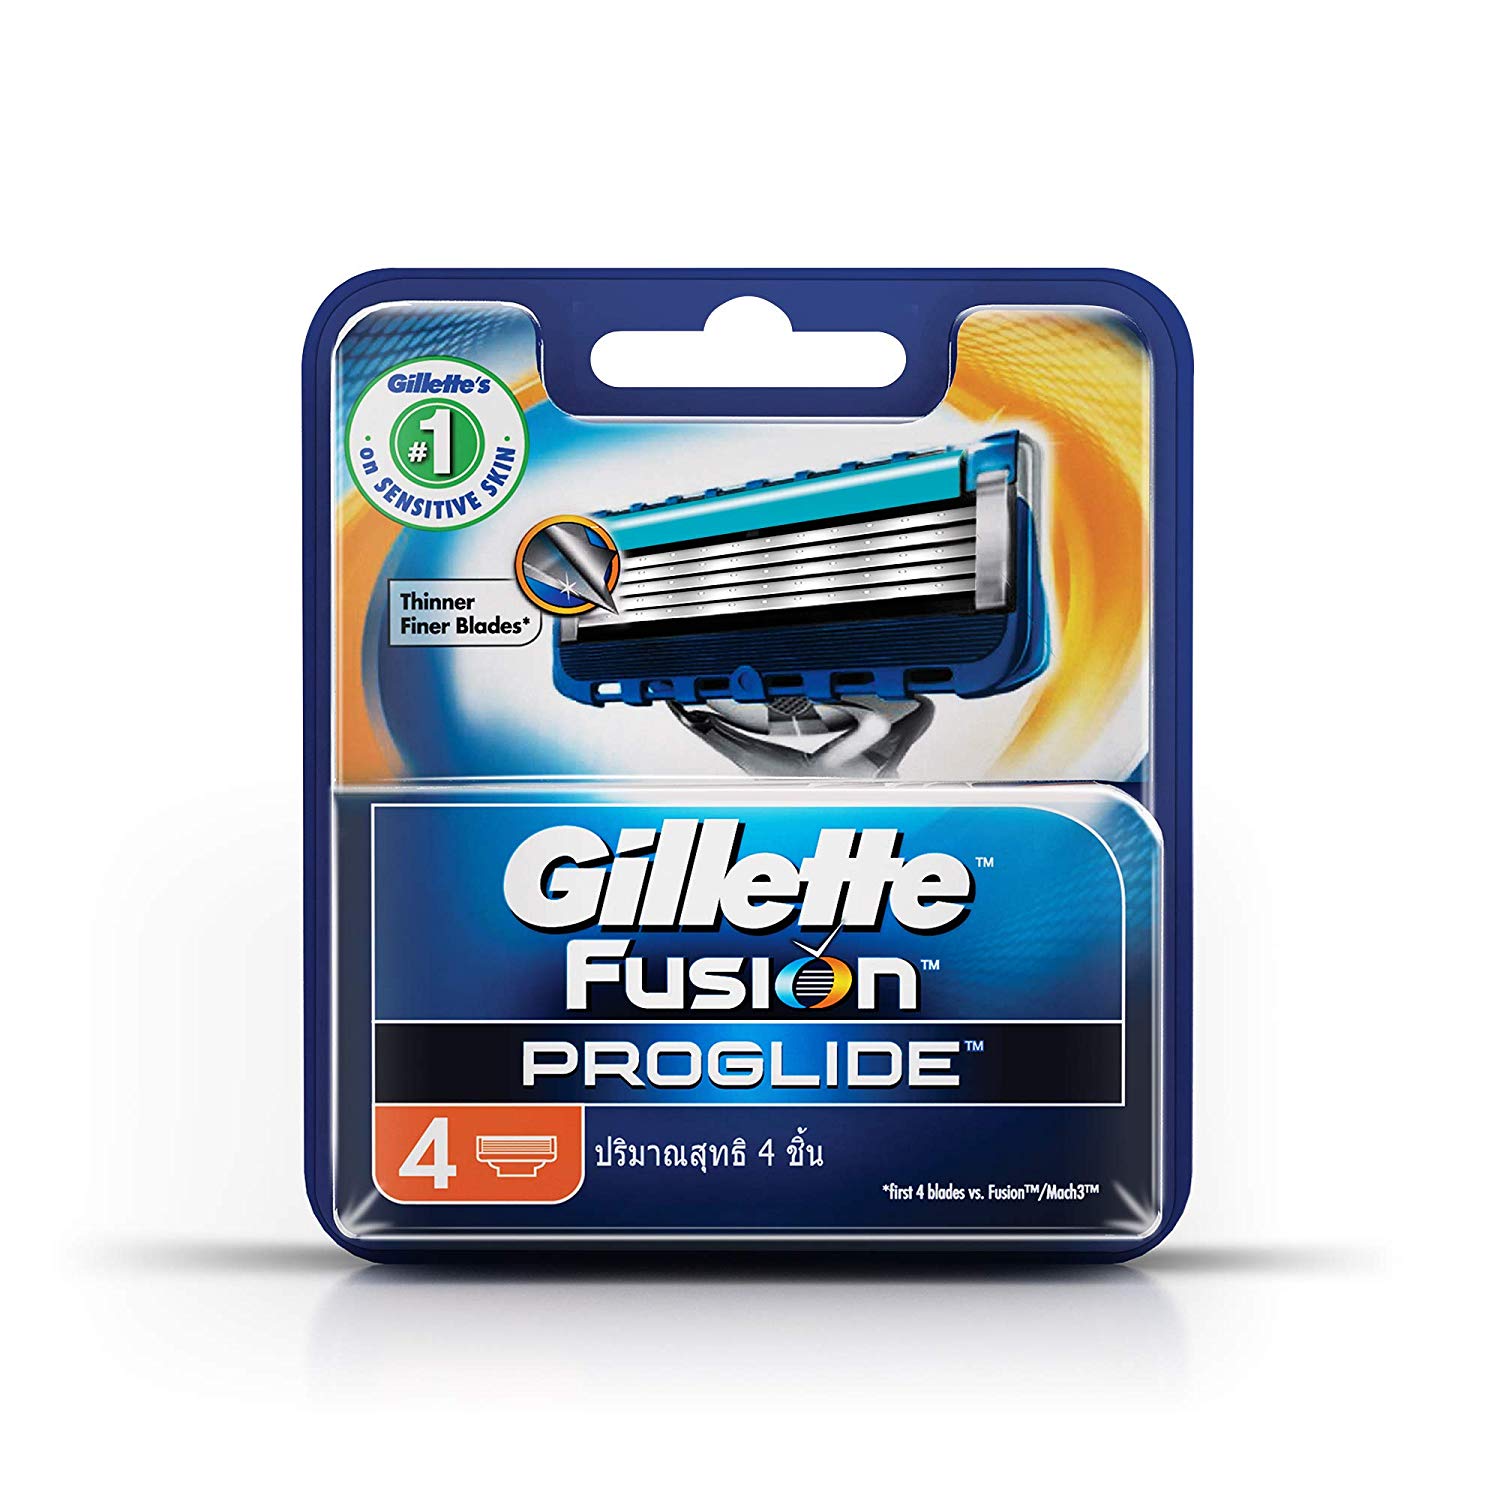 Gillette's
#1
on SENSITIVE SKIN
Thinner
Finer Blades*
Gillette™
Fusion™
PROGLIDE™
4
ปริมาณสุทธิ 4 ชิ้น
*first 4 blades vs. Fusion™/Mach3™